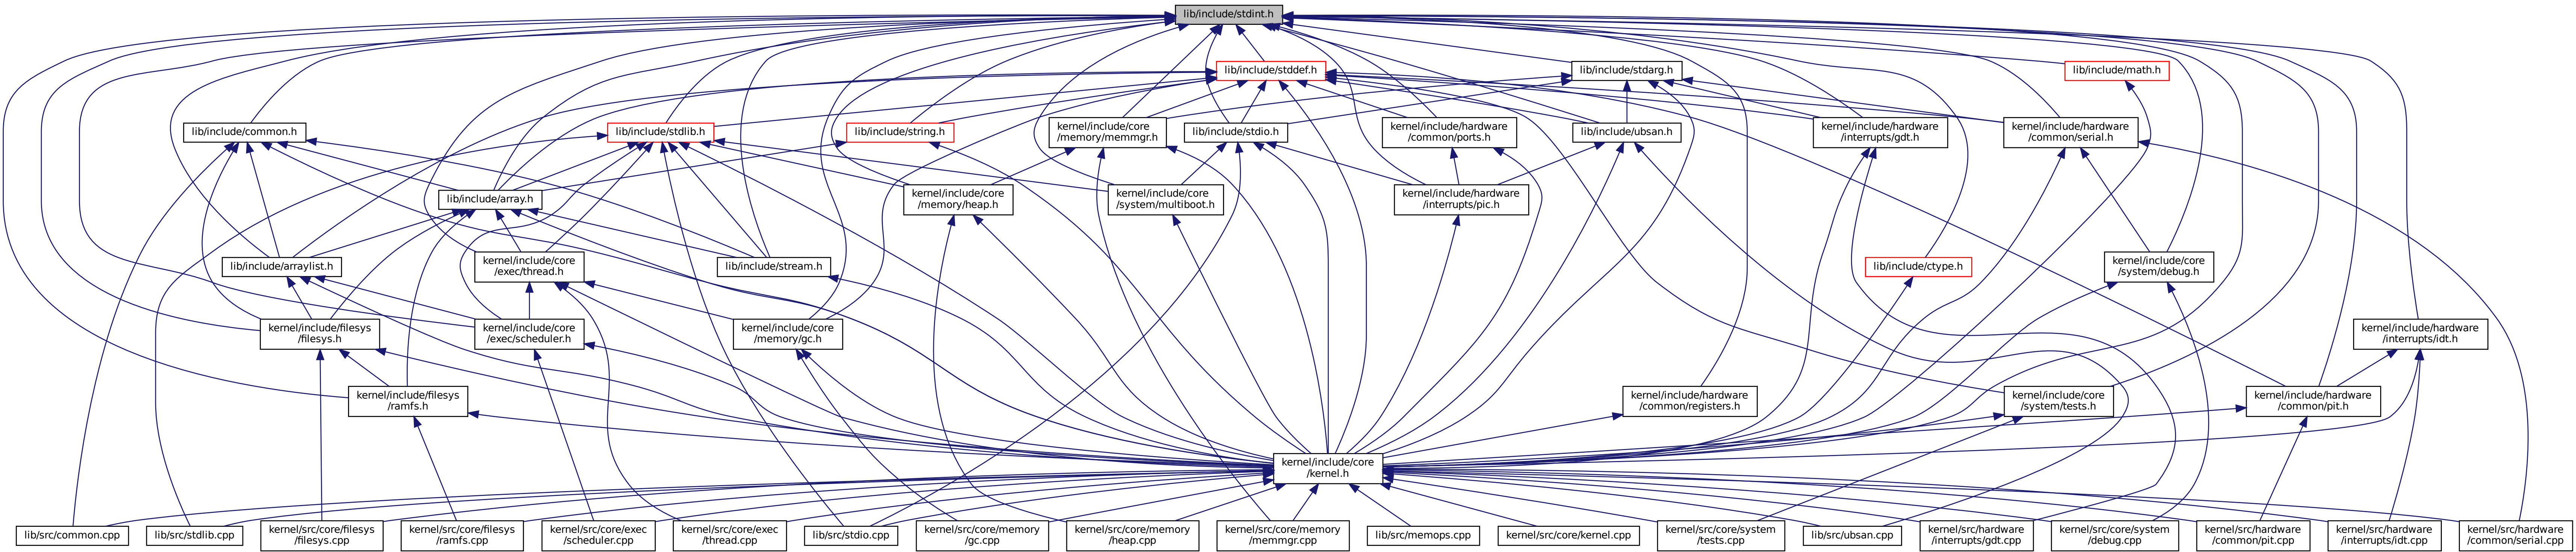 lib/include/stdint.h
lib/include/stddef.h
lib/include/stdarg.h
lib/include/math.h
lib/include/common.h
lib/include/stdlib.h
lib/include/string.h
kernel/include/core
/memory/memmgr.h
lib/include/stdio.h
kernel/include/hardware
/common/ports.h
lib/include/ubsan.h
kernel/include/hardware
/interrupts/gdt.h
kernel/include/hardware
/common/serial.h
lib/include/array.h
kernel/include/core
/memory/heap.h
kernel/include/core
/system/multiboot.h
kernel/include/hardware
/interrupts/pic.h
lib/include/arraylist.h
kernel/include/core
/exec/thread.h
lib/include/stream.h
lib/include/ctype.h
kernel/include/core
/system/debug.h
kernel/include/filesys
/filesys.h
kernel/include/core
/exec/scheduler.h
kernel/include/core
/memory/gc.h
kernel/include/hardware
/interrupts/idt.h
kernel/include/filesys
/ramfs.h
kernel/include/hardware
/common/registers.h
kernel/include/core
/system/tests.h
kernel/include/hardware
/common/pit.h
kernel/include/core
/kernel.h
lib/src/common.cpp
lib/src/stdlib.cpp
kernel/src/core/filesys
/filesys.cpp
kernel/src/core/filesys
/ramfs.cpp
kernel/src/core/exec
/scheduler.cpp
kernel/src/core/exec
/thread.cpp
lib/src/stdio.cpp
kernel/src/core/memory
/gc.cpp
kernel/src/core/memory
/heap.cpp
kernel/src/core/memory
/memmgr.cpp
lib/src/memops.cpp
kernel/src/core/kernel.cpp
kernel/src/core/system
/tests.cpp
lib/src/ubsan.cpp
kernel/src/hardware
/interrupts/gdt.cpp
kernel/src/core/system
/debug.cpp
kernel/src/hardware
/common/pit.cpp
kernel/src/hardware
/interrupts/idt.cpp
kernel/src/hardware
/common/serial.cpp